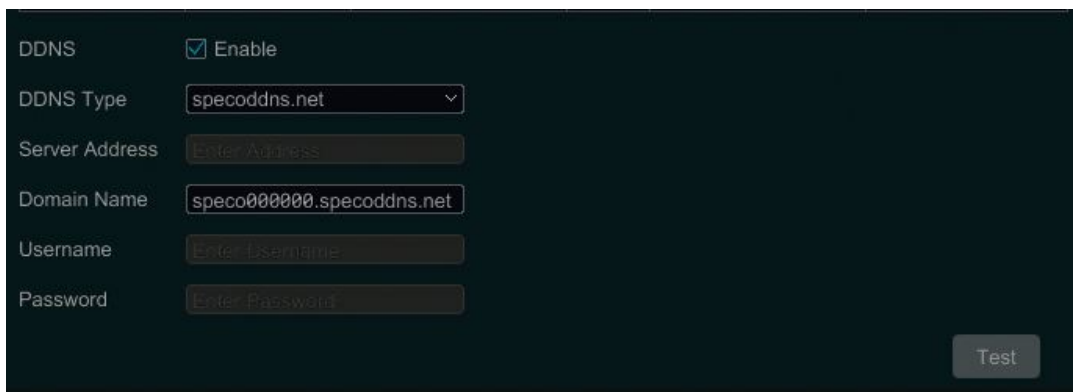 DDNS Enable
DDNS Type specoddns.net
Server Address Enter Address
Domain Name speco000000.specoddns.net
Username Enter Username
Password Enter Password
Test